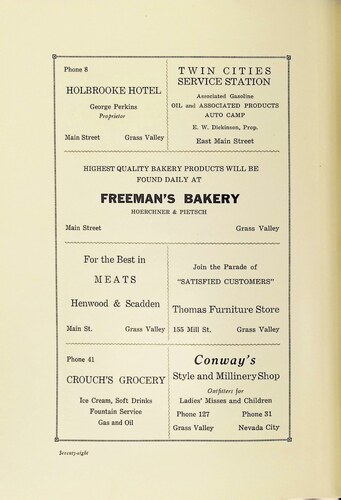 Phone 8
HOLBROOKE HOTEL
George Perkins
Proprietor
Main Street Grass Valley
TWIN CITIES
SERVICE STATION
Associated Gasoline
OIL and ASSOCIATED PRODUCTS
AUTO CAMP
E. W. Dickinson, Prop.
East Main Street
HIGHEST QUALITY BAKERY PRODUCTS WILL BE
FOUND DAILY AT
FREEMAN'S BAKERY
HOERCHNER & PIETSCH
Main Street Grass Valley
For the Best in
MEATS
Henwood & Scadden
Main St. Grass Valley
Join the Parade of
"SATISFIED CUSTOMERS"
Thomas Furniture Store
155 Mill St. Grass Valley
Phone 41
CROUCH'S GROCERY
Ice Cream, Soft Drinks
Fountain Service
Gas and Oil
Conway's
Style and Millinery Shop
Outfitters for
Ladies' Misses and Children
Phone 127 Phone 31
Grass Valley Nevada City
Seventy-eight